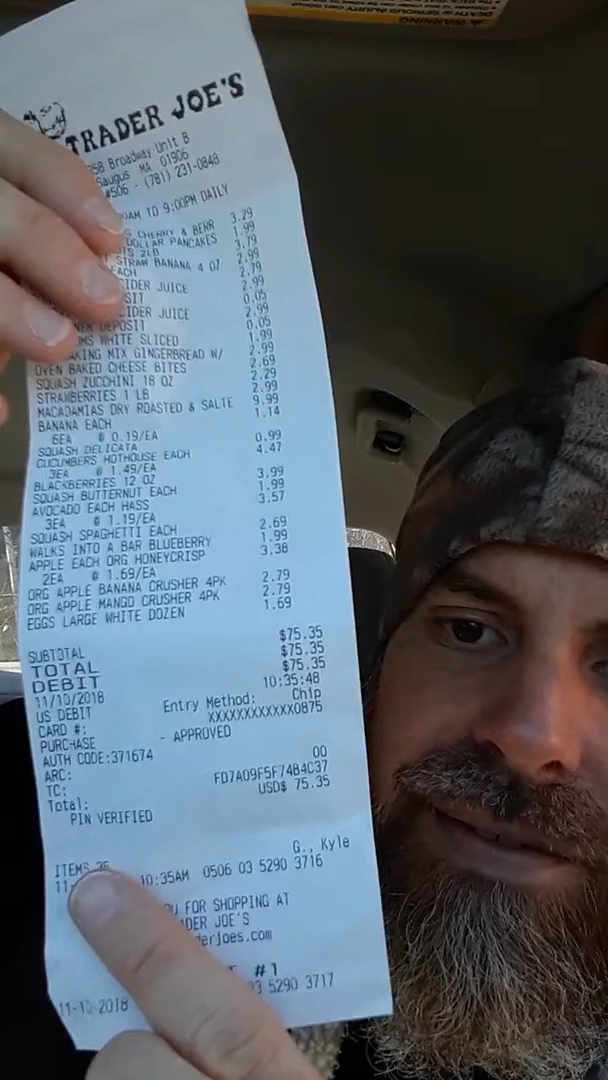 WARNING
TRADER JOE'S
358 Broadway Unit B
Saugus MA 01906
#506 - (781) 231-0848
TO 9:00PM DAILY
CHERRY & BERR 3.29
DOLLAR PANCAKES 1.99
2LB 3.79
STRAW BANANA 4 OZ 2.99
EACH 2.79
CIDER JUICE 2.99
0.05
CIDER JUICE 2.99
DEPOSIT 0.05
WHITE SLICED 1.99
MIX GINGERBREAD W/ 2.99
OVEN BAKED CHEESE BITES 2.69
SQUASH ZUCCHINI 16 OZ 2.29
STRAWBERRIES 1 LB 2.99
MACADAMIAS DRY ROASTED & SALTE 9.99
BANANA EACH 1.14
6EA @ 0.19/EA
SQUASH DELICATA 0.99
CUCUMBERS HOTHOUSE EACH 4.47
3EA @ 1.49/EA
BLACKBERRIES 12 OZ 3.99
SQUASH BUTTERNUT EACH 1.99
AVOCADO EACH HASS 3.57
3EA @ 1.19/EA
SQUASH SPAGHETTI EACH 2.69
WALKS INTO A BAR BLUEBERRY 1.99
APPLE EACH ORG HONEYCRISP 3.38
2EA @ 1.69/EA
ORG APPLE BANANA CRUSHER 4PK 2.79
ORG APPLE MANGO CRUSHER 4PK 2.79
EGGS LARGE WHITE DOZEN 1.69
SUBTOTAL $75.35
TOTAL $75.35
DEBIT $75.35
11/10/2018 10:35:48
US DEBIT Entry Method: Chip
CARD #: XXXXXXXXXXXX0875
PURCHASE - APPROVED
AUTH CODE:371674
ARC: 00
TC: FD7A09F5F74B4C37
Total: USD$ 75.35
PIN VERIFIED
G., Kyle
ITEMS 35
11- 10:35AM 0506 03 5290 3716
FOR SHOPPING AT
TRADER JOE'S
#1
11-10-2018 03 5290 3717